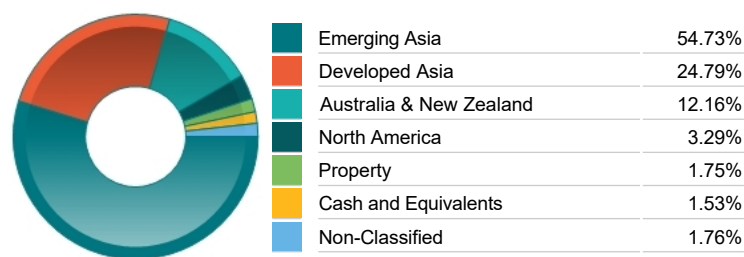 Emerging Asia 54.73%
Developed Asia 24.79%
Australia & New Zealand 12.16%
North America 3.29%
Property 1.75%
Cash and Equivalents 1.53%
Non-Classified 1.76%